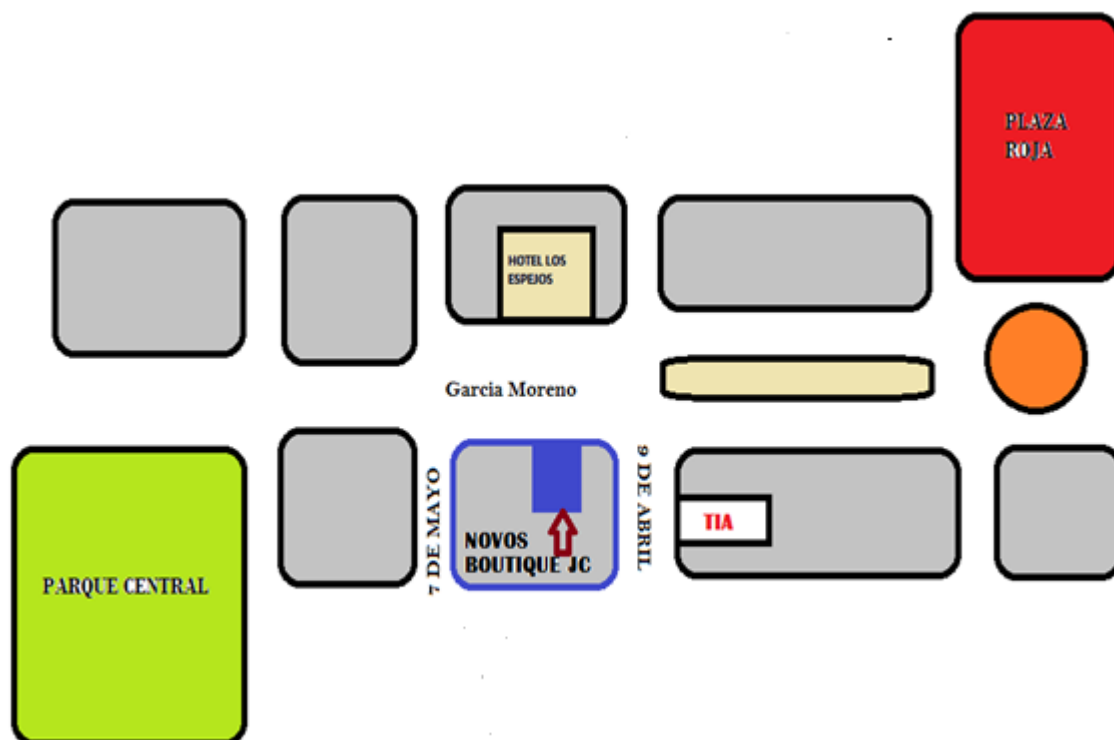 PLAZA
ROJA
HOTEL LOS
ESPEJOS
Garcia Moreno
7 DE MAYO
NOVOS
BOUTIQUE JC
9 DE ABRIL
TIA
PARQUE CENTRAL